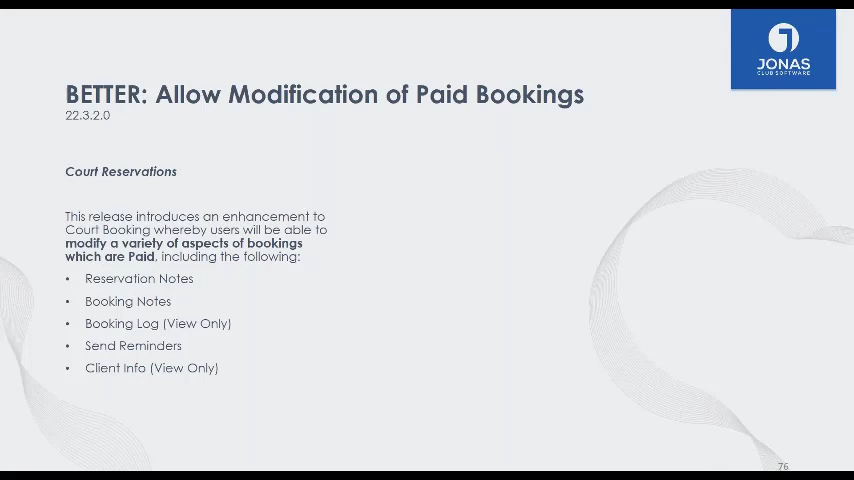 JONAS
CLUB SOFTWARE
BETTER: Allow Modification of Paid Bookings
22.3.2.0
Court Reservations
This release introduces an enhancement to
Court Booking whereby users will be able to
modify a variety of aspects of bookings
which are Paid, including the following:
• Reservation Notes
• Booking Notes
• Booking Log (View Only)
• Send Reminders
• Client Info (View Only)
76